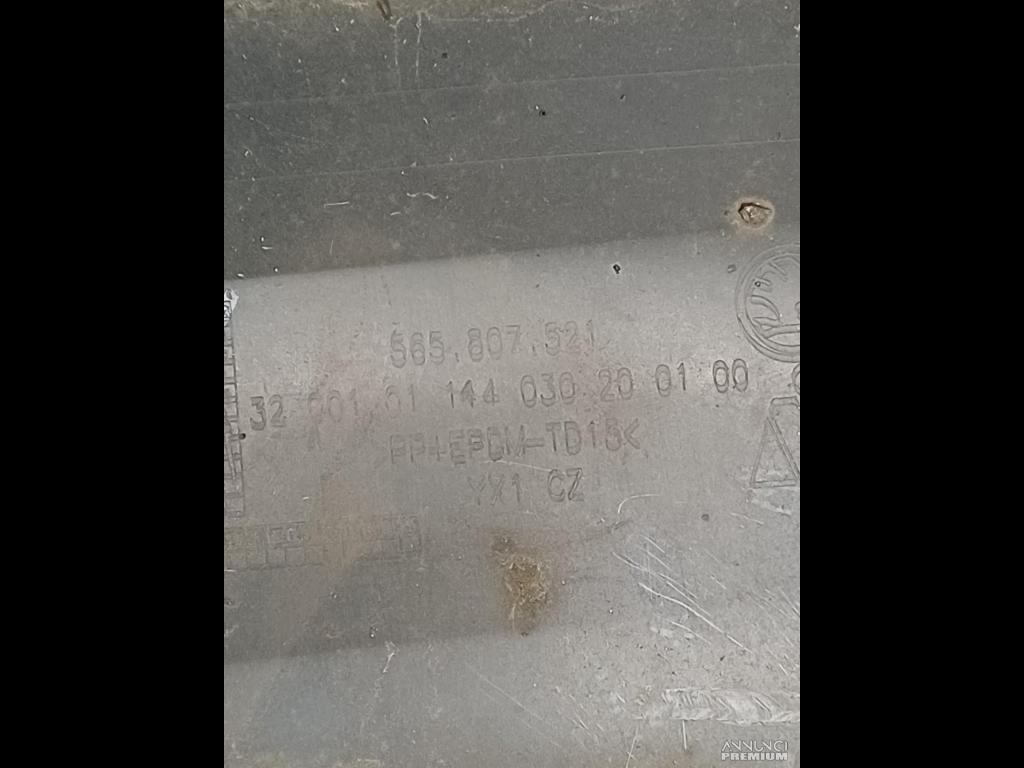 565.807.521
32 001.01 144 030 20 01 00
PP+EPDM-TD15<
YX1 CZ
ANNUNCI
PREMIUM